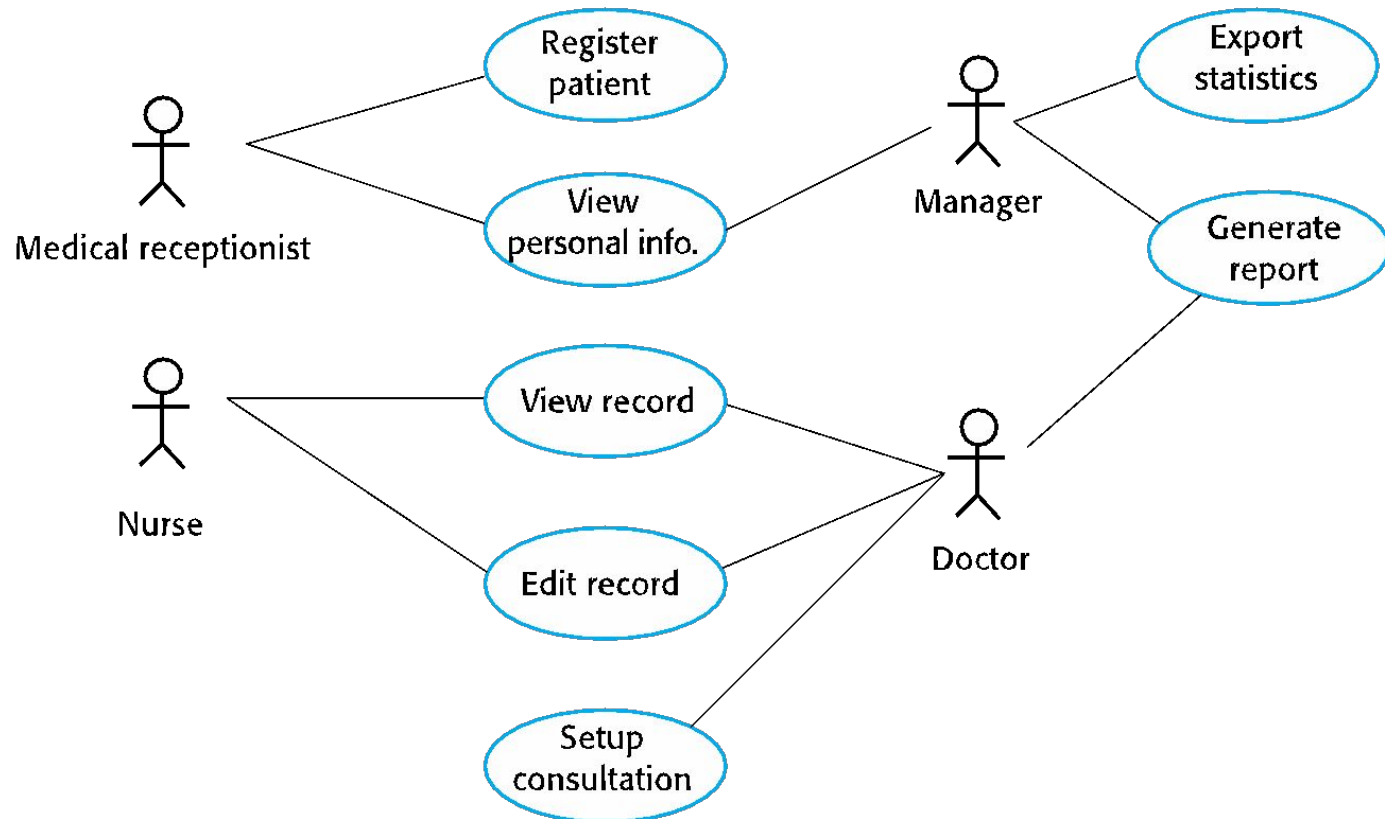 Register
patient
Export
statistics
Medical receptionist
View
personal info.
Manager
Generate
report
Nurse
View record
Edit record
Doctor
Setup
consultation